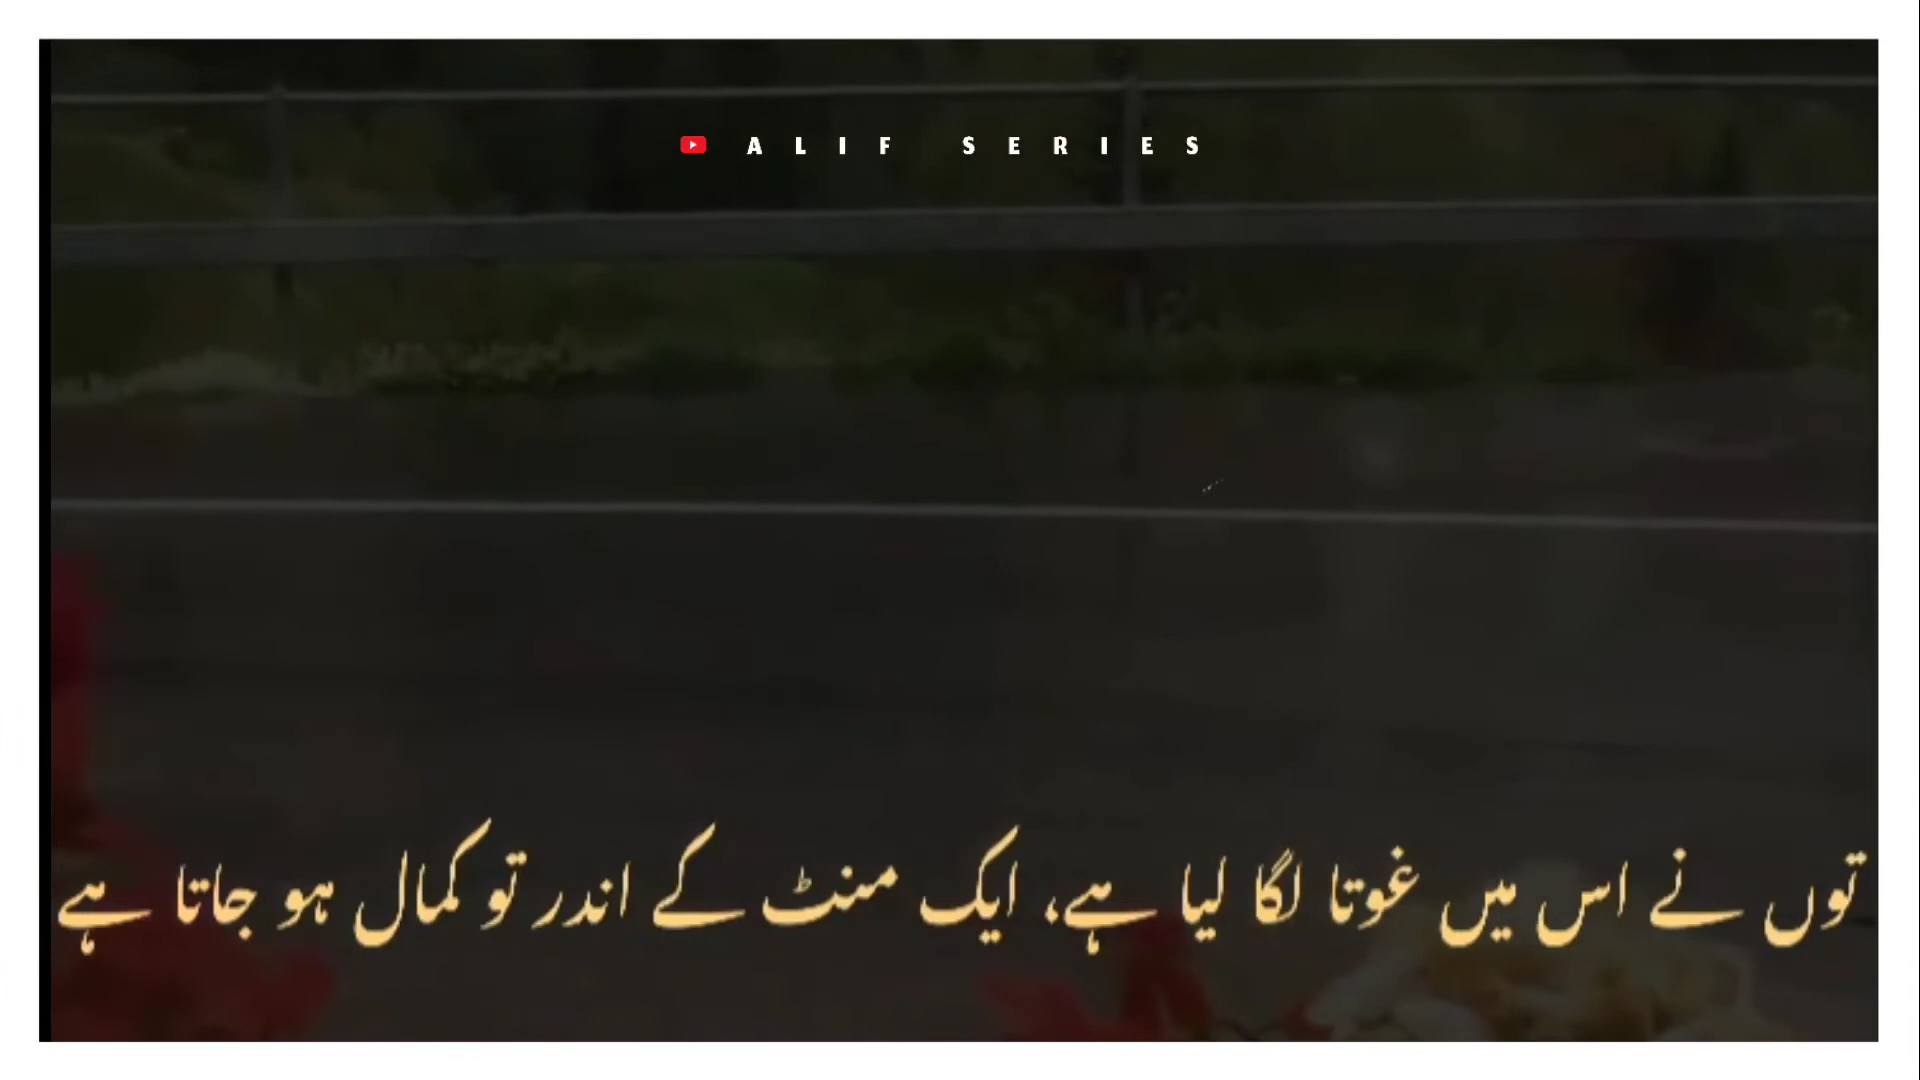 ALIF SERIES
توں نے اس میں غوتا لگا لیا ہے، ایک منٹ کے اندر تو کمال ہو جاتا ہے